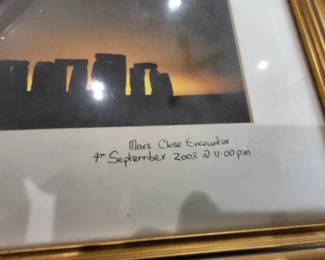 Mars Close Encounter
4th September 2003 @ 11:00pm